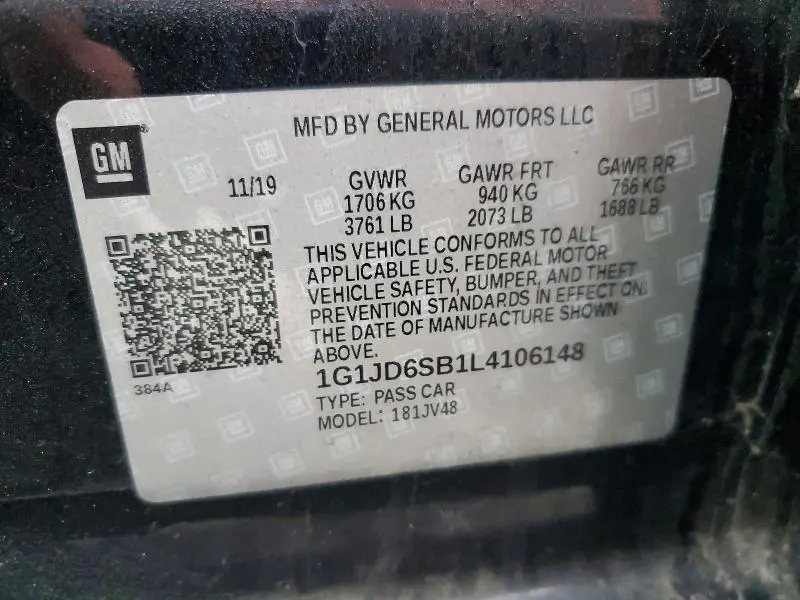 MFD BY GENERAL MOTORS LLC
GM
11/19
GVWR
1706 KG
3761 LB
GAWR FRT
940 KG
2073 LB
GAWR RR
766 KG
1688 LB
THIS VEHICLE CONFORMS TO ALL
APPLICABLE U.S. FEDERAL MOTOR
VEHICLE SAFETY, BUMPER, AND THEFT
PREVENTION STANDARDS IN EFFECT ON
THE DATE OF MANUFACTURE SHOWN
ABOVE.
384A
1G1JD6SB1L4106148
TYPE: PASS CAR
MODEL: 181JV48